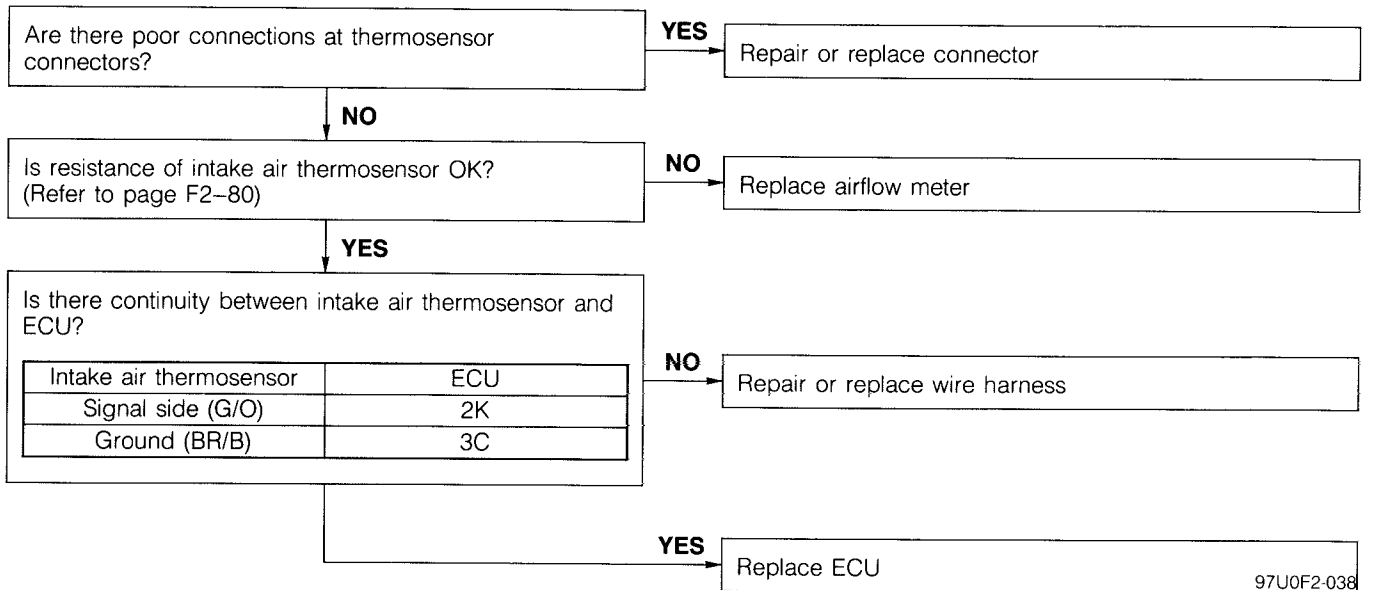 Are there poor connections at thermosensor
connectors?
YES
Repair or replace connector
NO
Is resistance of intake air thermosensor OK?
(Refer to page F2–80)
NO
Replace airflow meter
YES
Is there continuity between intake air thermosensor and
ECU?
Intake air thermosensor ECU
Signal side (G/O) 2K
Ground (BR/B) 3C
NO
Repair or replace wire harness
YES
Replace ECU
97U0F2-038